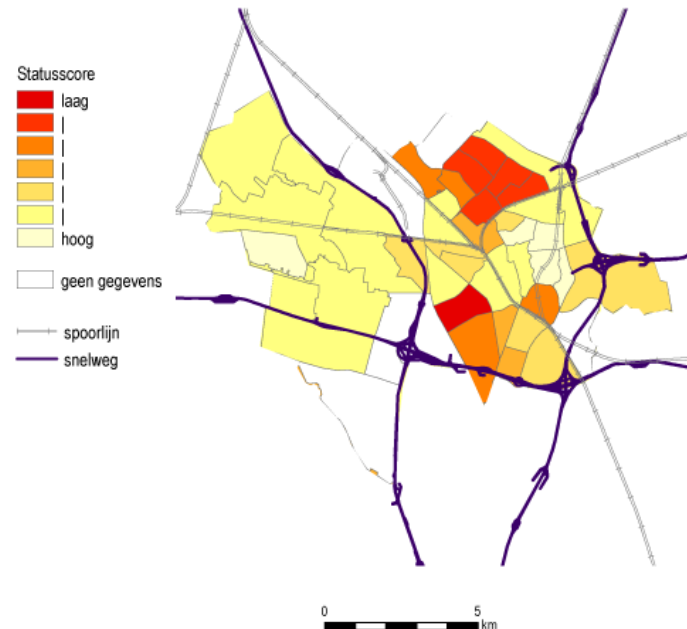 Statusscore
laag
|
|
|
|
|
hoog
geen gegevens
spoorlijn
snelweg
0 5
km